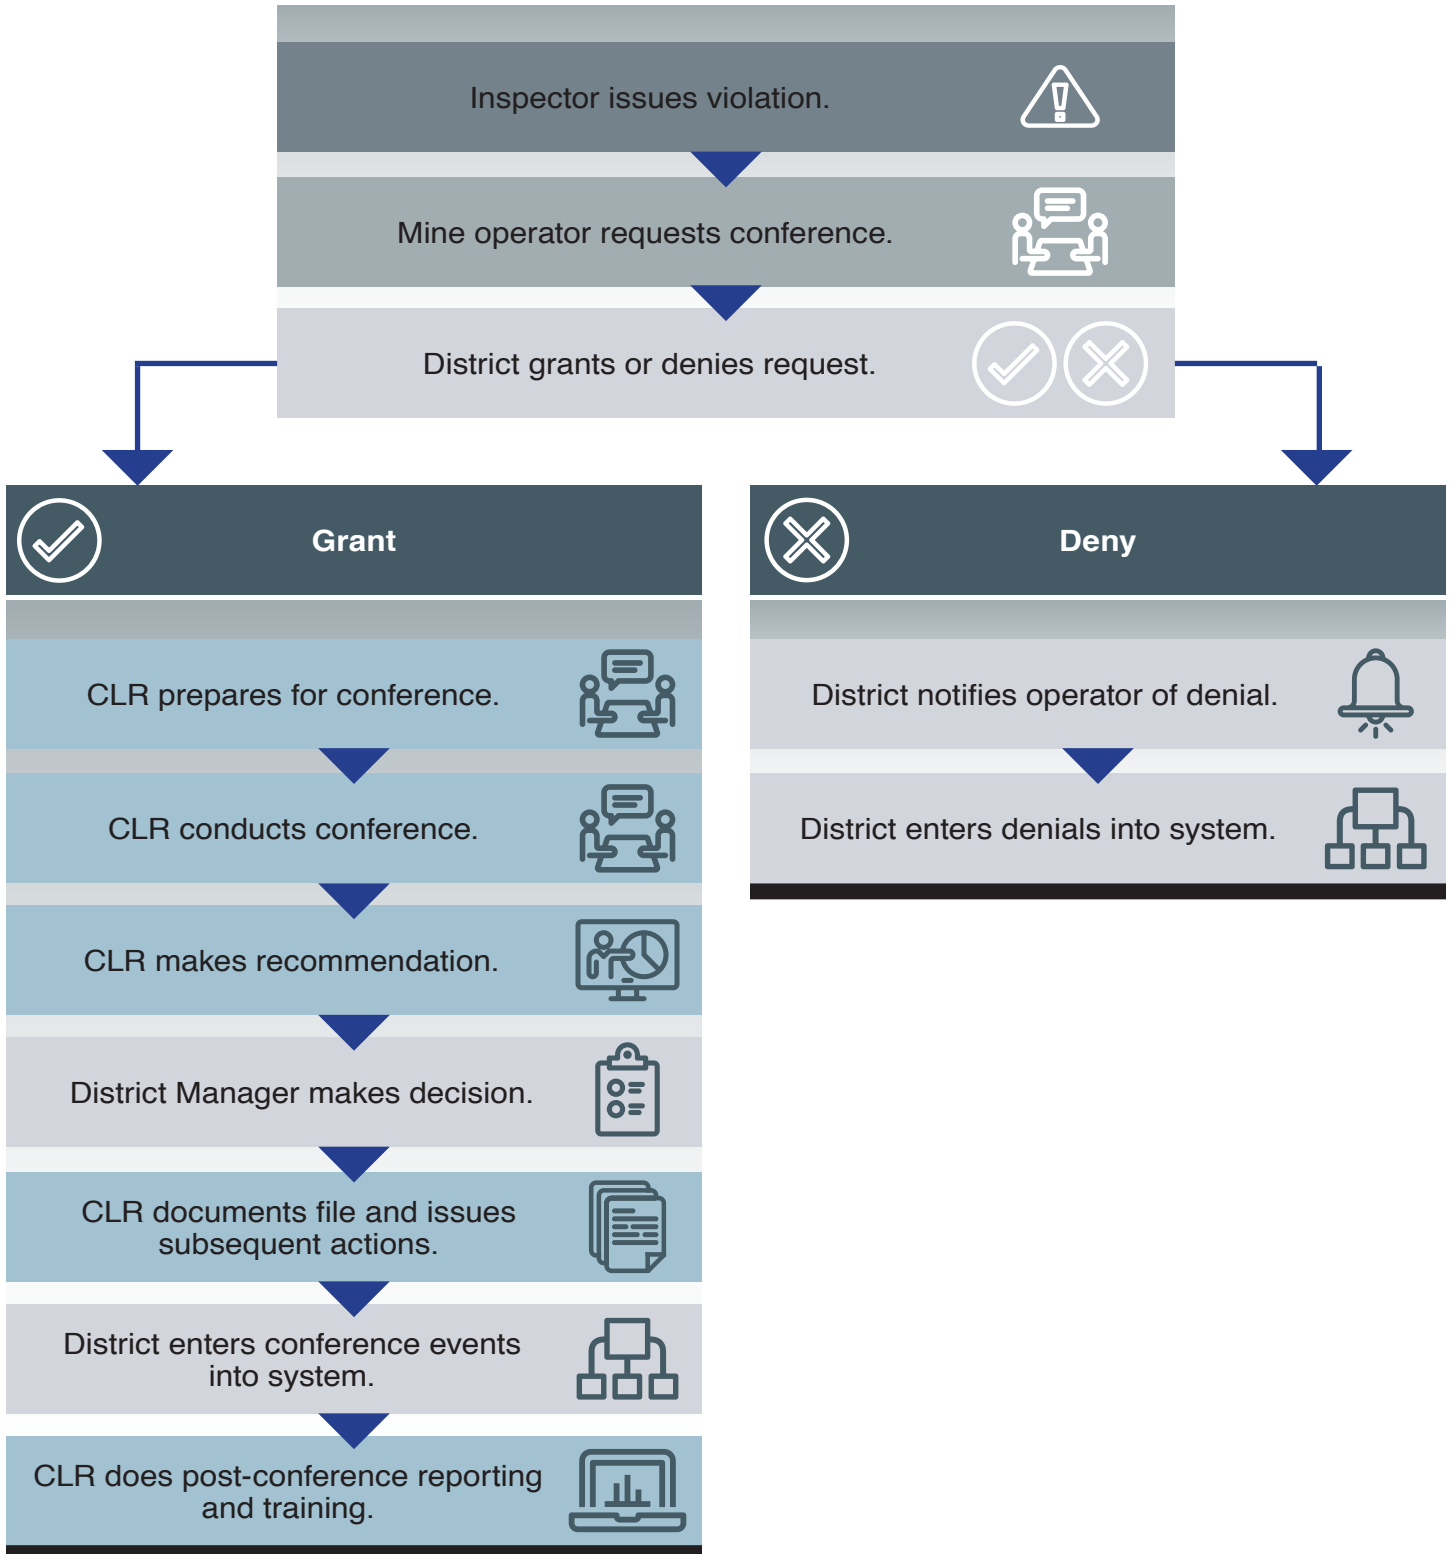 Inspector issues violation.
Mine operator requests conference.
District grants or denies request.
Grant
CLR prepares for conference.
CLR conducts conference.
CLR makes recommendation.
District Manager makes decision.
CLR documents file and issues
subsequent actions.
District enters conference events
into system.
CLR does post-conference reporting
and training.
Deny
District notifies operator of denial.
District enters denials into system.